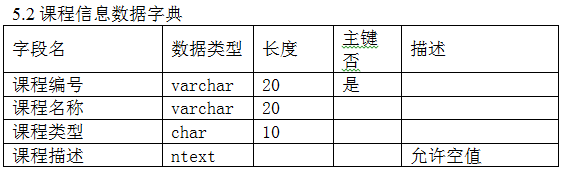 5.2 课程信息数据字典
字段名 数据类型 长度 主键否 描述
课程编号 varchar 20 是
课程名称 varchar 20
课程类型 char 10
课程描述 ntext 允许空值